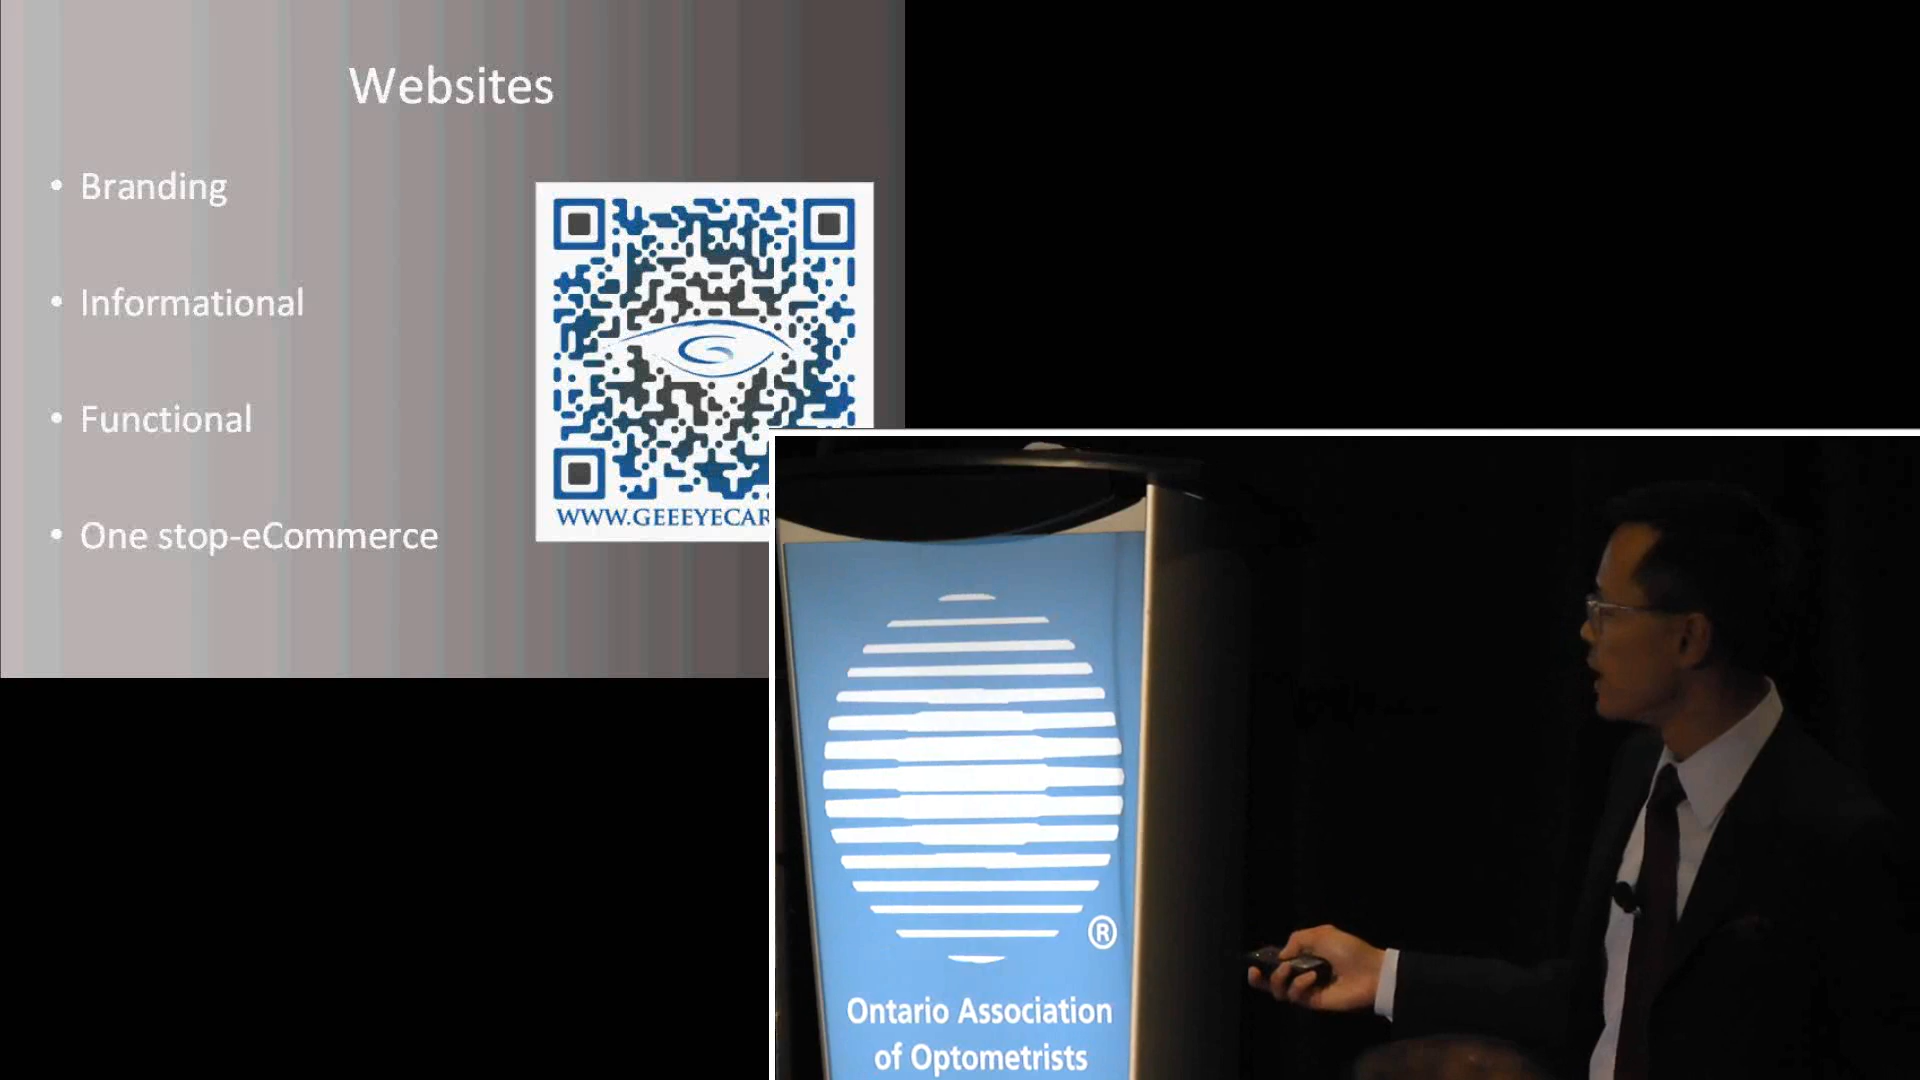 Websites
• Branding
• Informational
• Functional
• One stop-eCommerce
WWW.GEEEYECAR
®
Ontario Association
of Optometrists